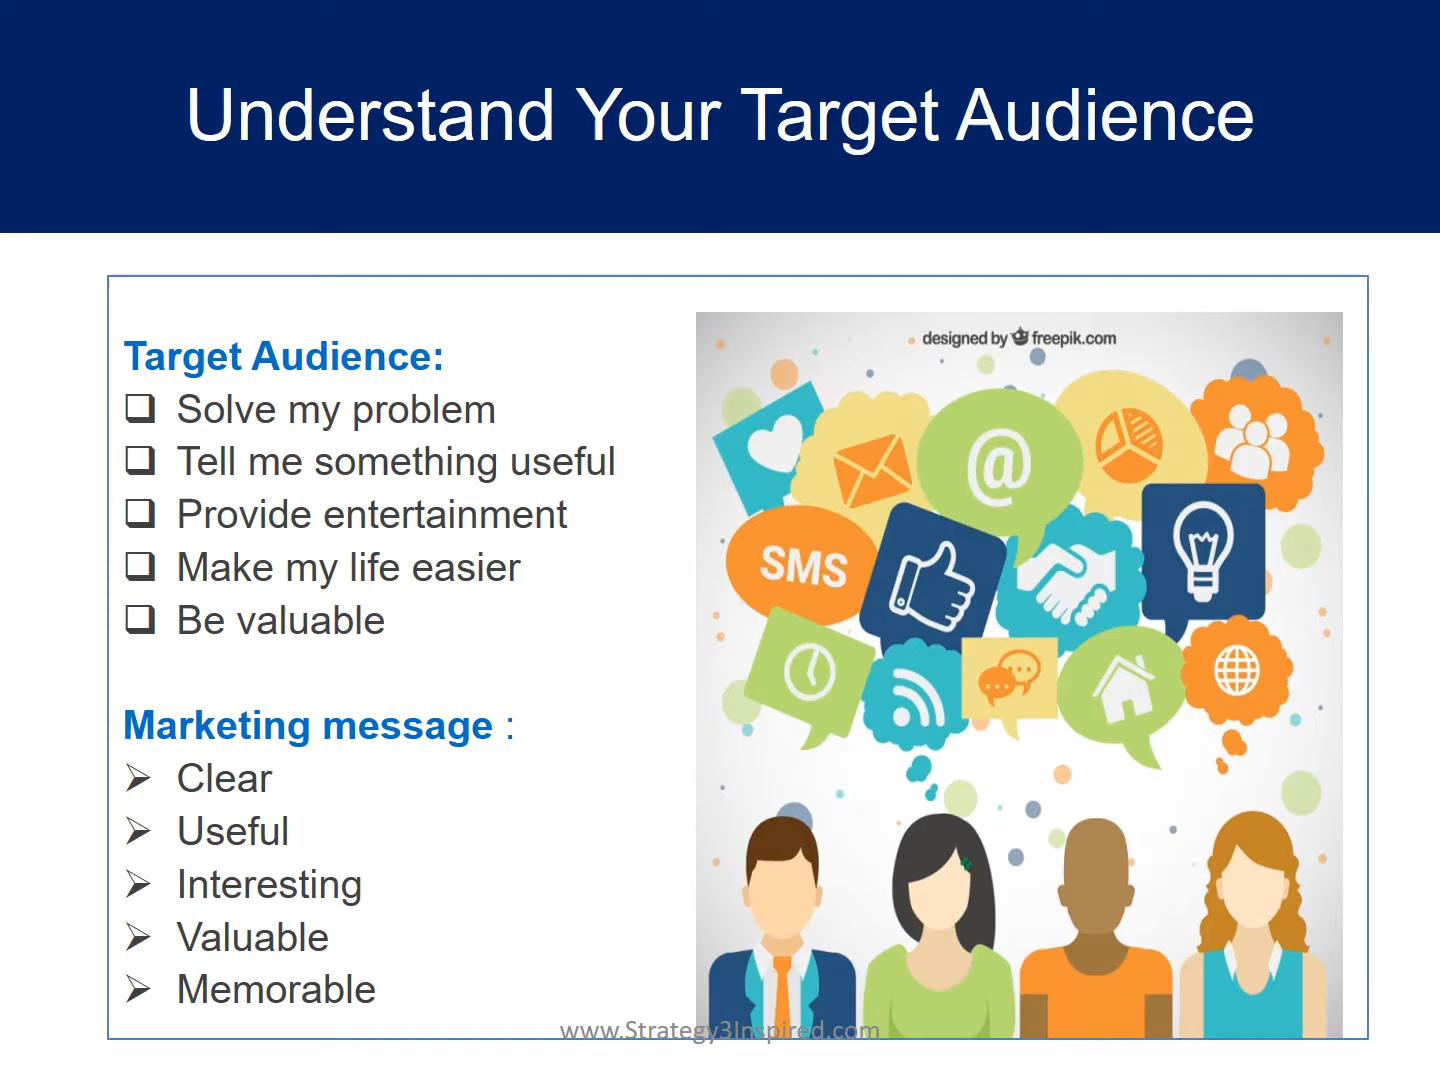 Understand Your Target Audience
Target Audience:
Solve my problem
Tell me something useful
Provide entertainment
Make my life easier
Be valuable
Marketing message :
Clear
Useful
Interesting
Valuable
Memorable
designed by freepik.com
@
SMS
www.Strategy3Inspired.com